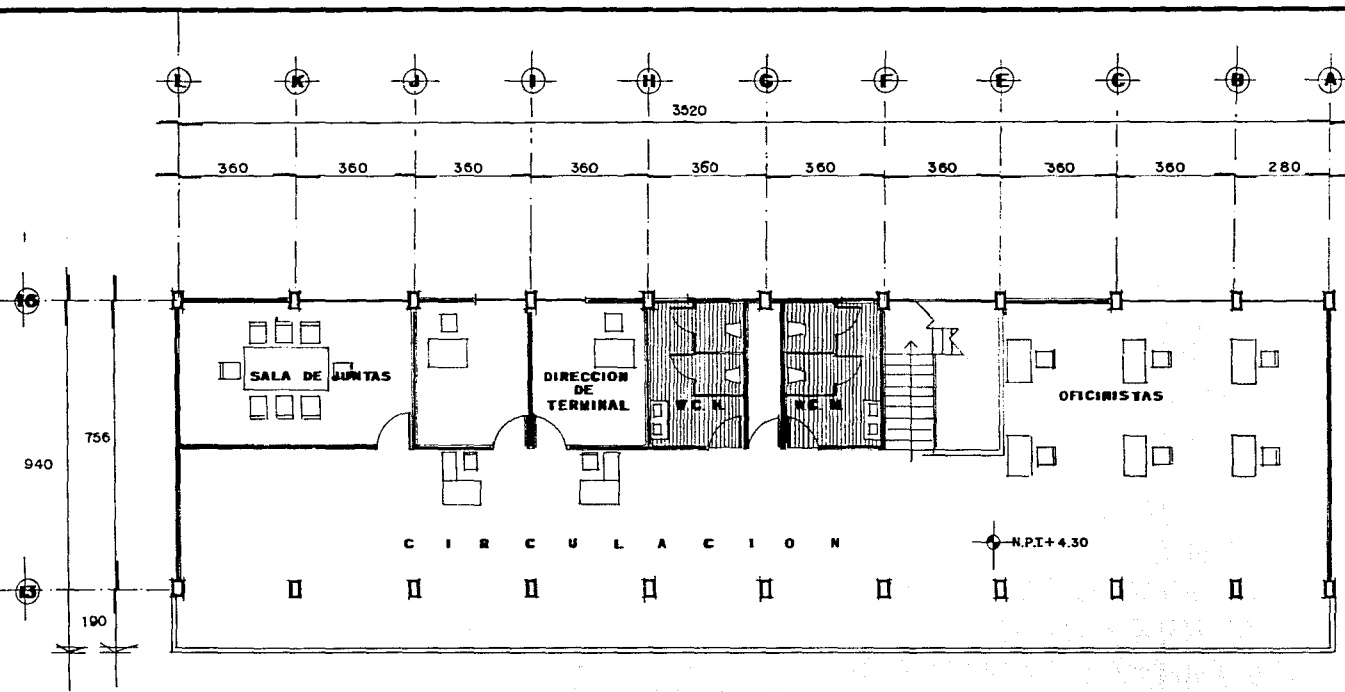 L K J I H G F E C B A
3520
360 360 360 360 360 360 360 360 360 280
16
SALA DE JUNTAS
DIRECCION
DE
TERMINAL
W.C. H.
W.C. M.
OFICINISTAS
756
940
CIRCULACION
N.P.T.+ 4.30
13
190